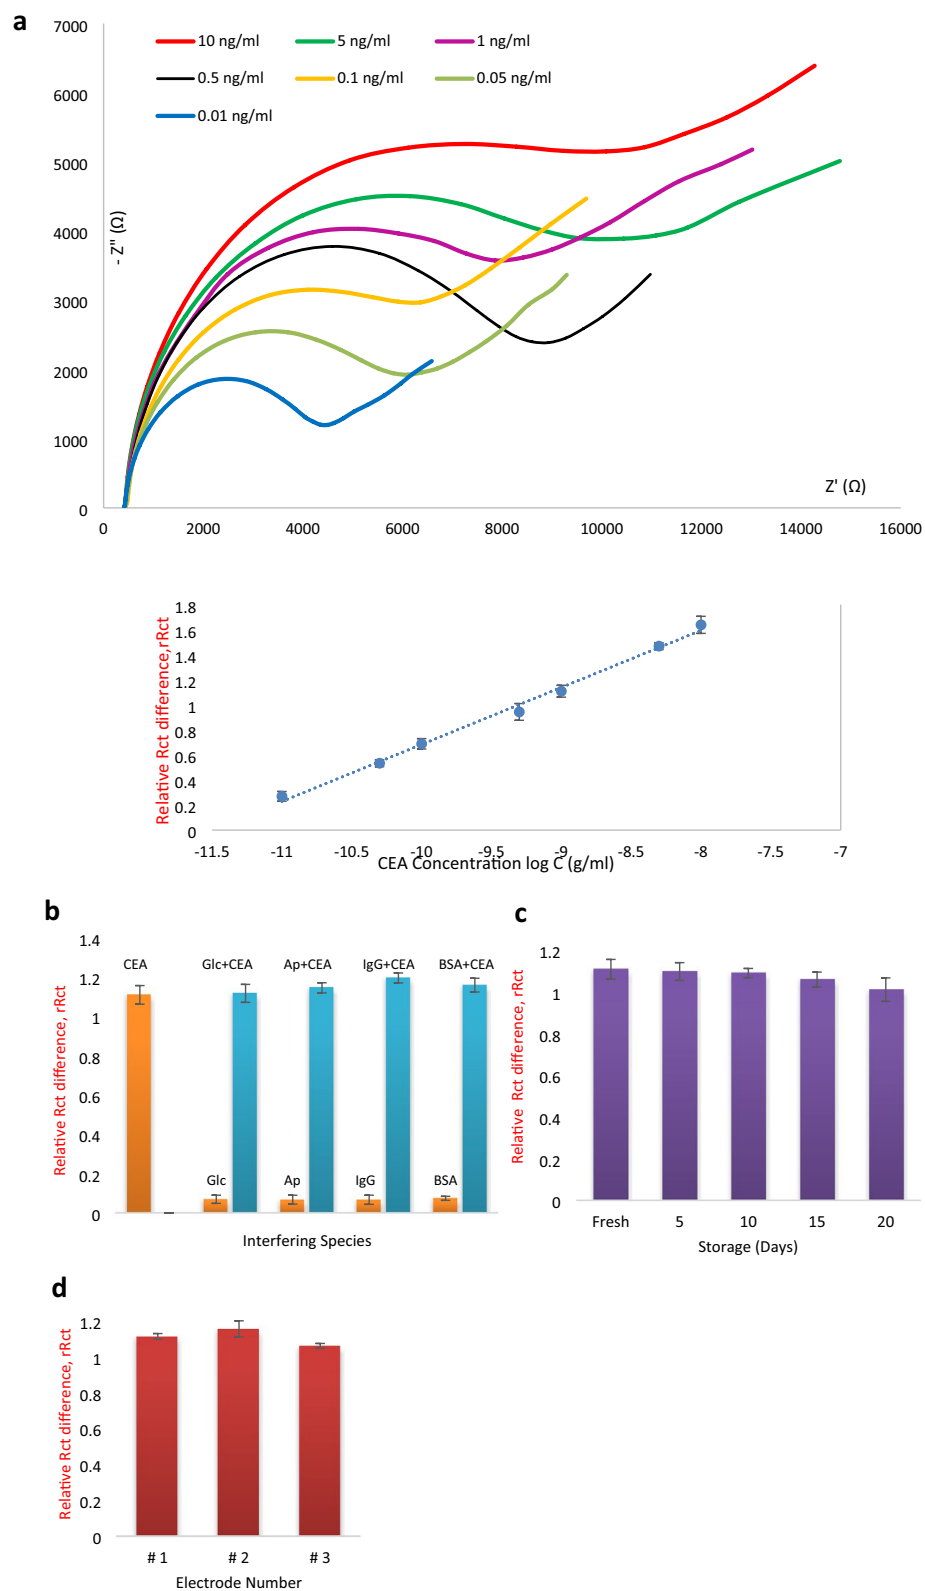 a
7000
10 ng/ml 5 ng/ml 1 ng/ml
0.5 ng/ml 0.1 ng/ml 0.05 ng/ml
0.01 ng/ml
6000
5000
4000
3000
2000
1000
0
- Z" (Ω)
Z' (Ω)
0 2000 4000 6000 8000 10000 12000 14000 16000
Relative Rct difference,rRct
1.8
1.6
1.4
1.2
1
0.8
0.6
0.4
0.2
0
-11.5 -11 -10.5 -10 -9.5 -9 -8.5 -8 -7.5 -7
CEA Concentration log C (g/ml)
b
Relative Rct difference, rRct
1.4
1.2
1
0.8
0.6
0.4
0.2
0
CEA Glc+CEA Ap+CEA IgG+CEA BSA+CEA
Glc Ap IgG BSA
Interfering Species
c
Relative Rct difference, rRct
1.2
1
0.8
0.6
0.4
0.2
0
Fresh 5 10 15 20
Storage (Days)
d
Relative Rct difference, rRct
1.2
1
0.8
0.6
0.4
0.2
0
# 1 # 2 # 3
Electrode Number